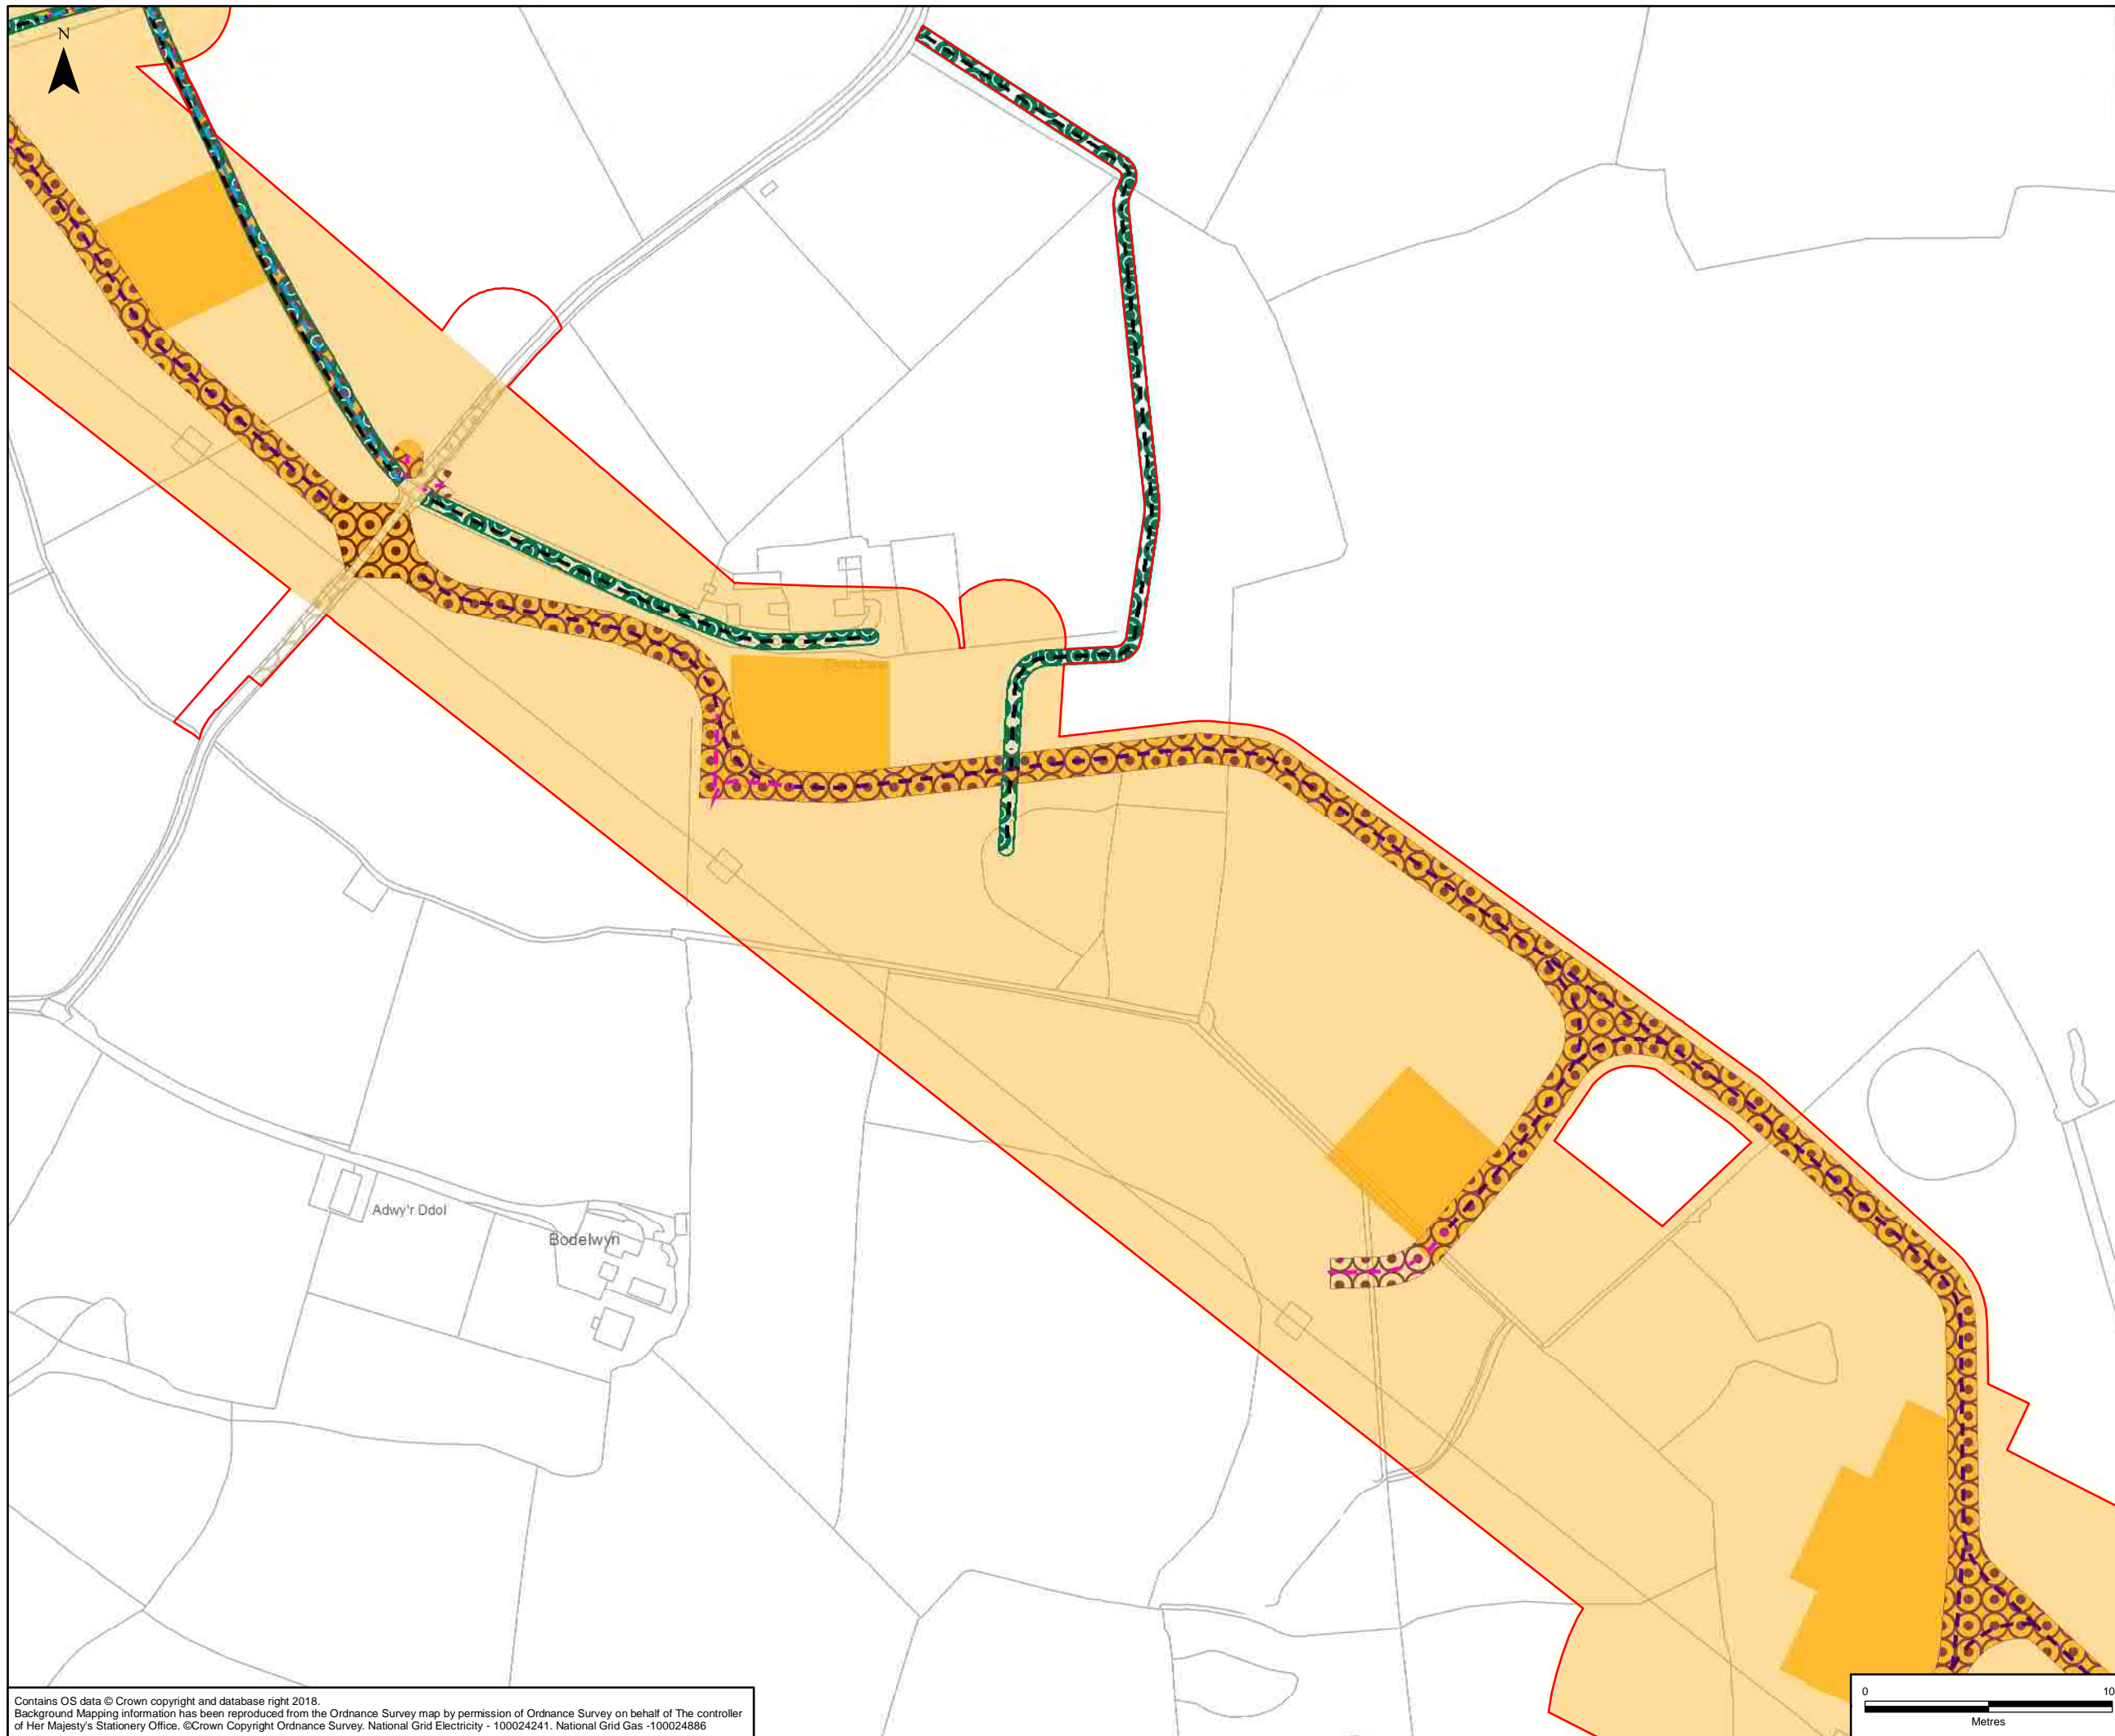 N
Adwy'r Ddol
Bodelwyn
Contains OS data © Crown copyright and database right 2018.
Background Mapping information has been reproduced from the Ordnance Survey map by permission of Ordnance Survey on behalf of The controller
of Her Majesty's Stationery Office. ©Crown Copyright Ordnance Survey. National Grid Electricity - 100024241. National Grid Gas -100024886
0 10
Metres